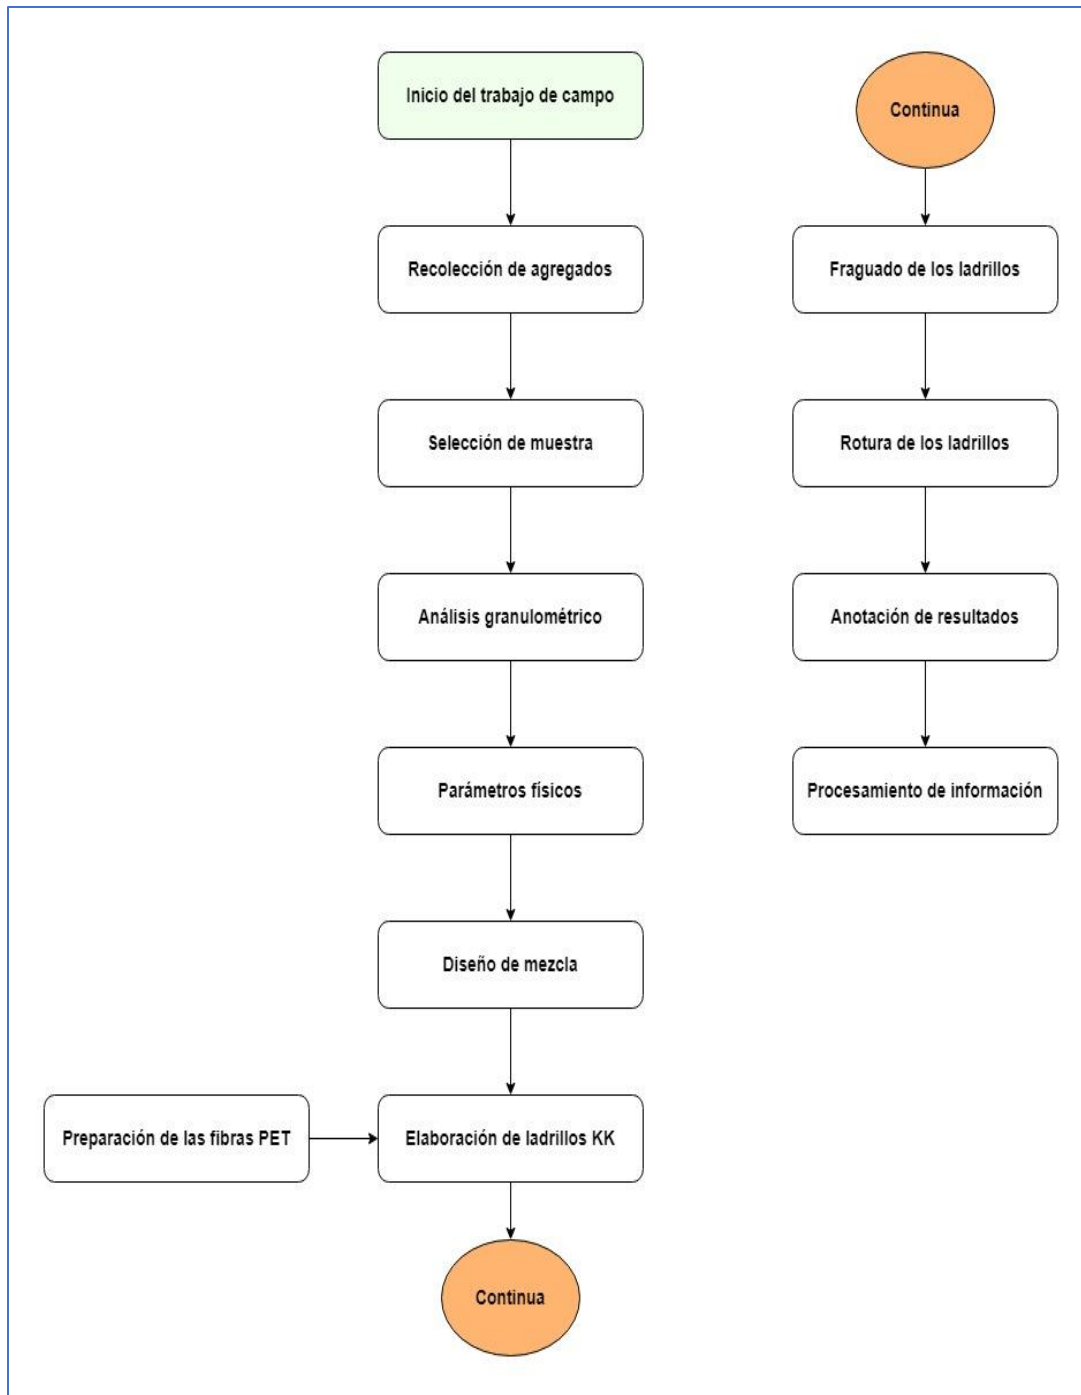 Inicio del trabajo de campo
Recolección de agregados
Selección de muestra
Análisis granulométrico
Parámetros físicos
Diseño de mezcla
Preparación de las fibras PET
Elaboración de ladrillos KK
Continua
Continua
Fraguado de los ladrillos
Rotura de los ladrillos
Anotación de resultados
Procesamiento de información